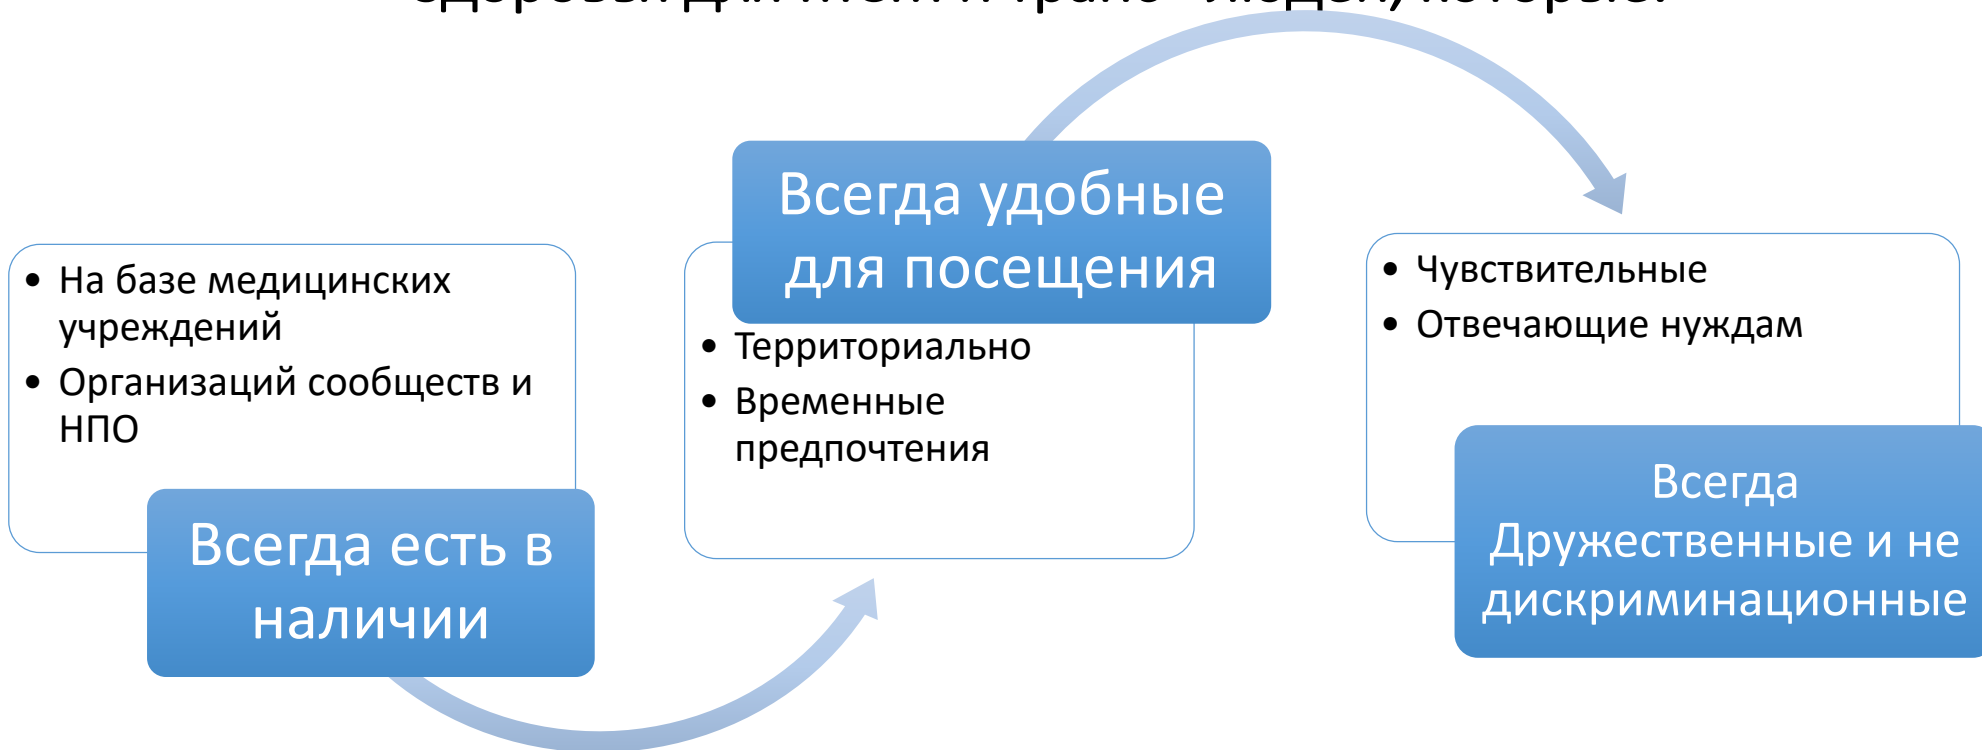 • На базе медицинских
учреждений
• Организаций сообществ и
НПО
Всегда есть в
наличии
Всегда удобные
для посещения
• Территориально
• Временные
предпочтения
• Чувствительные
• Отвечающие нуждам
Всегда
Дружественные и не
дискриминационные